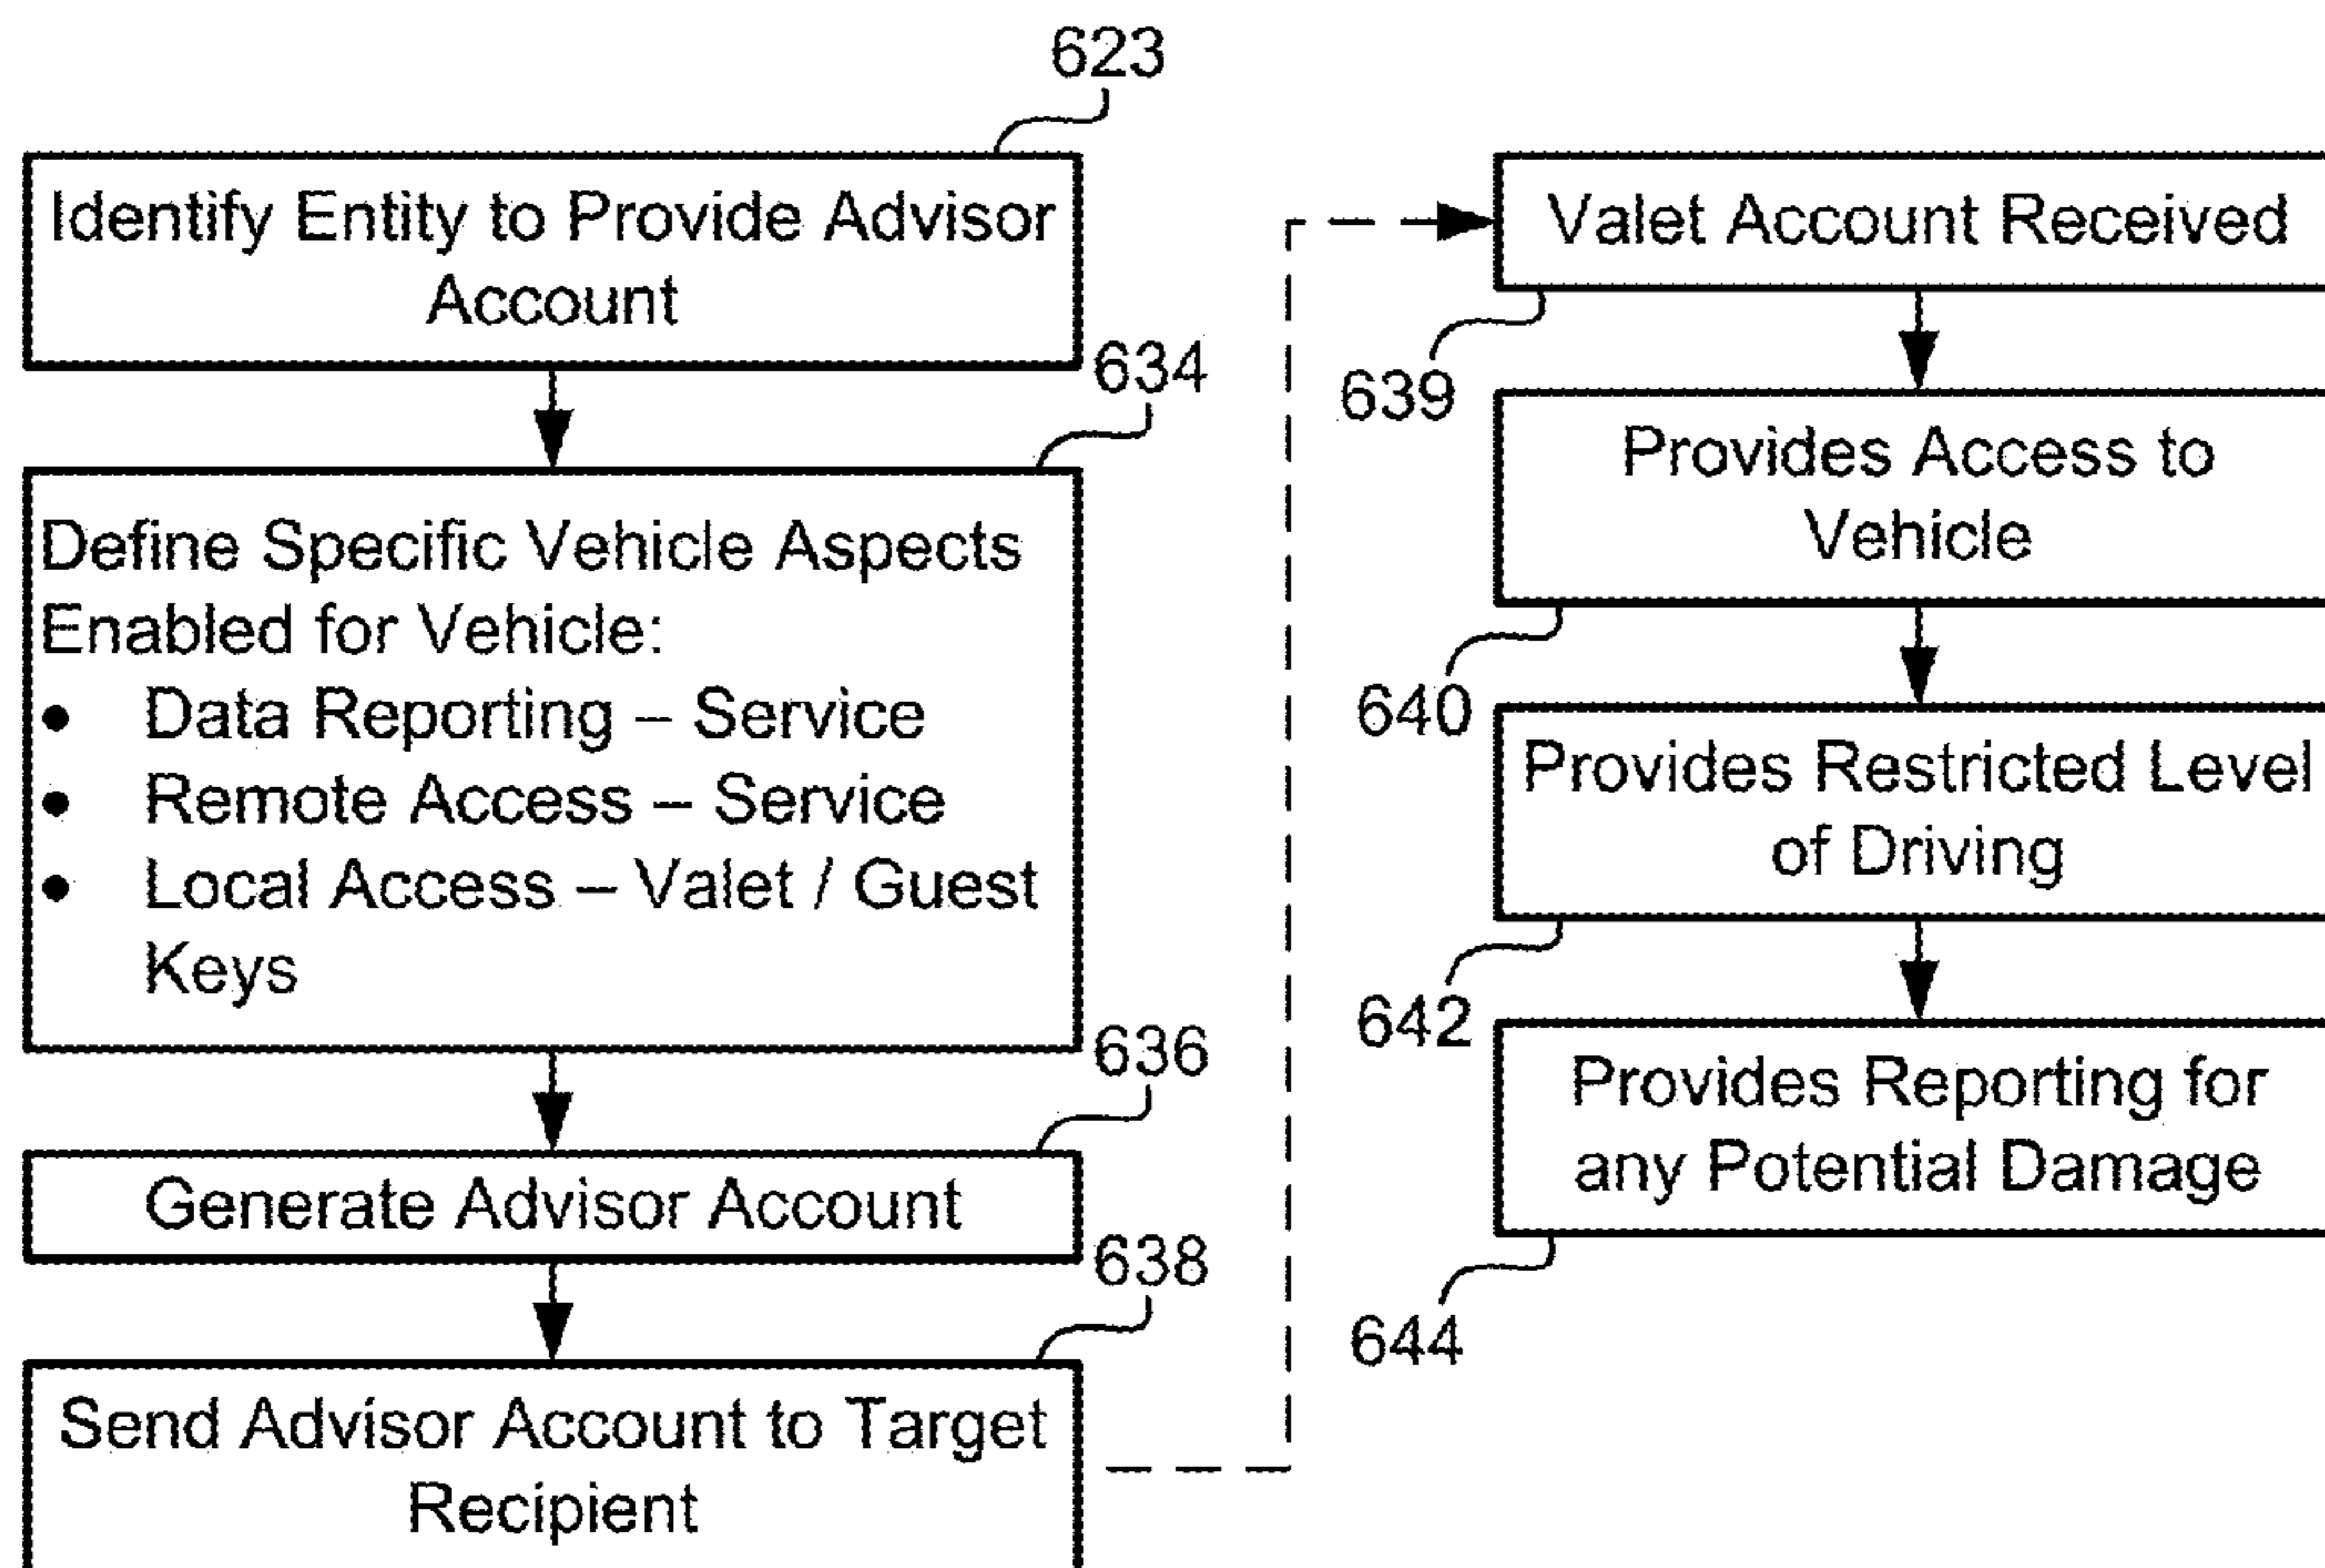 623
Identify Entity to Provide Advisor
Account
634
Define Specific Vehicle Aspects
Enabled for Vehicle:
• Data Reporting – Service
• Remote Access – Service
• Local Access – Valet / Guest
Keys
636
Generate Advisor Account
638
Send Advisor Account to Target
Recipient
Valet Account Received
639
Provides Access to
Vehicle
640
Provides Restricted Level
of Driving
642
Provides Reporting for
any Potential Damage
644